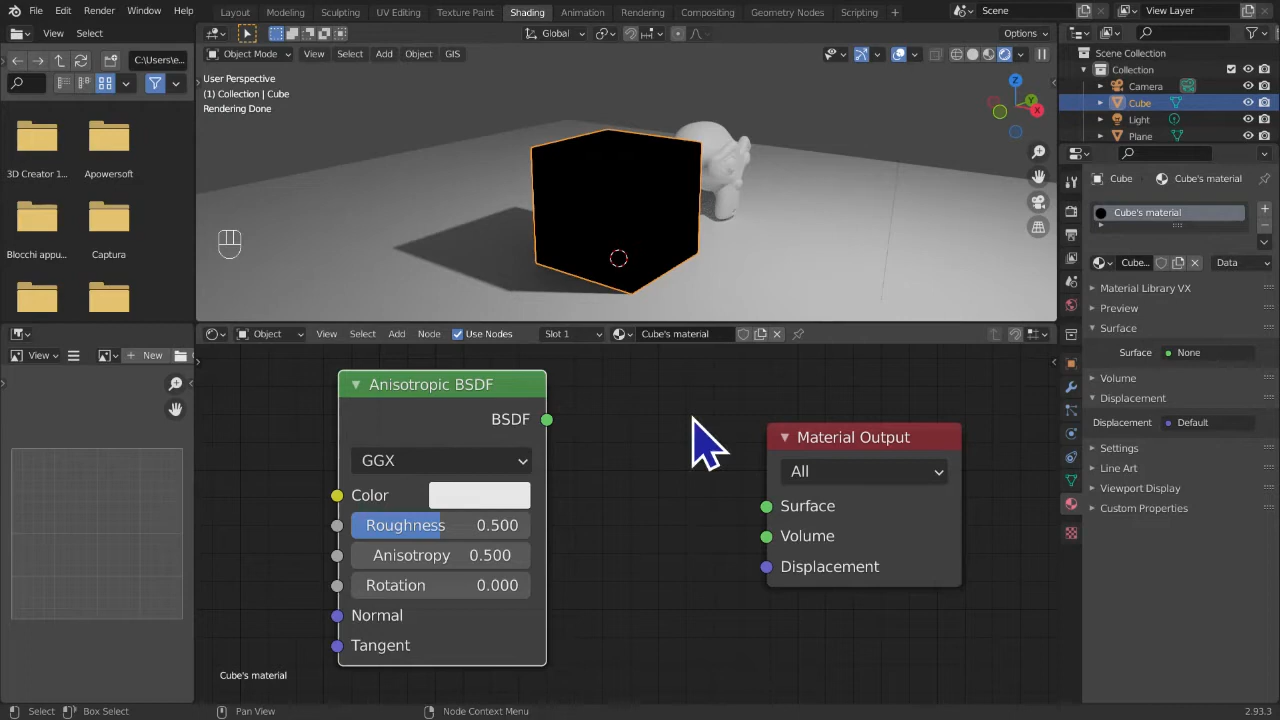 File Edit Render Window Help
Layout Modeling Sculpting UV Editing Texture Paint Shading Animation Rendering Compositing Geometry Nodes Scripting +
Scene
View Layer
View Select
Global
Options
C:\Users\e...
Object Mode View Select Add Object GIS
User Perspective
(1) Collection | Cube
Rendering Done
Z
Y
X
3D Creator 1...
Apowersoft
Blocchi appu...
Captura
Scene Collection
Collection
Camera
Cube
Light
Plane
Cube
Cube's material
Cube's material
Cube...
Data
Material Library VX
Preview
Surface
Surface
None
Volume
Displacement
Displacement
Default
Settings
Line Art
Viewport Display
Custom Properties
View
+ New
Object View Select Add Node Use Nodes Slot 1 Cube's material
Anisotropic BSDF
BSDF
GGX
Color
Roughness 0.500
Anisotropy 0.500
Rotation 0.000
Normal
Tangent
Material Output
All
Surface
Volume
Displacement
Cube's material
Select Box Select Pan View Node Context Menu 2.93.3